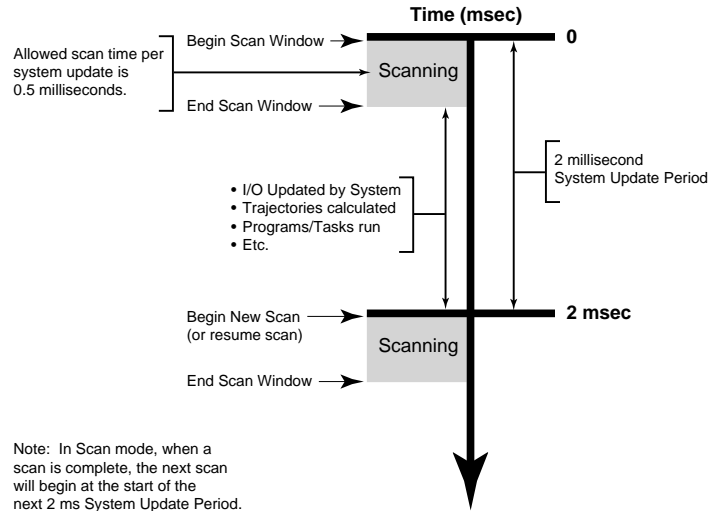 Time (msec)
Begin Scan Window
0
Allowed scan time per
system update is
0.5 milliseconds.
Scanning
End Scan Window
2 millisecond
System Update Period
• I/O Updated by System
• Trajectories calculated
• Programs/Tasks run
• Etc.
Begin New Scan
(or resume scan)
2 msec
Scanning
End Scan Window
Note: In Scan mode, when a
scan is complete, the next scan
will begin at the start of the
next 2 ms System Update Period.